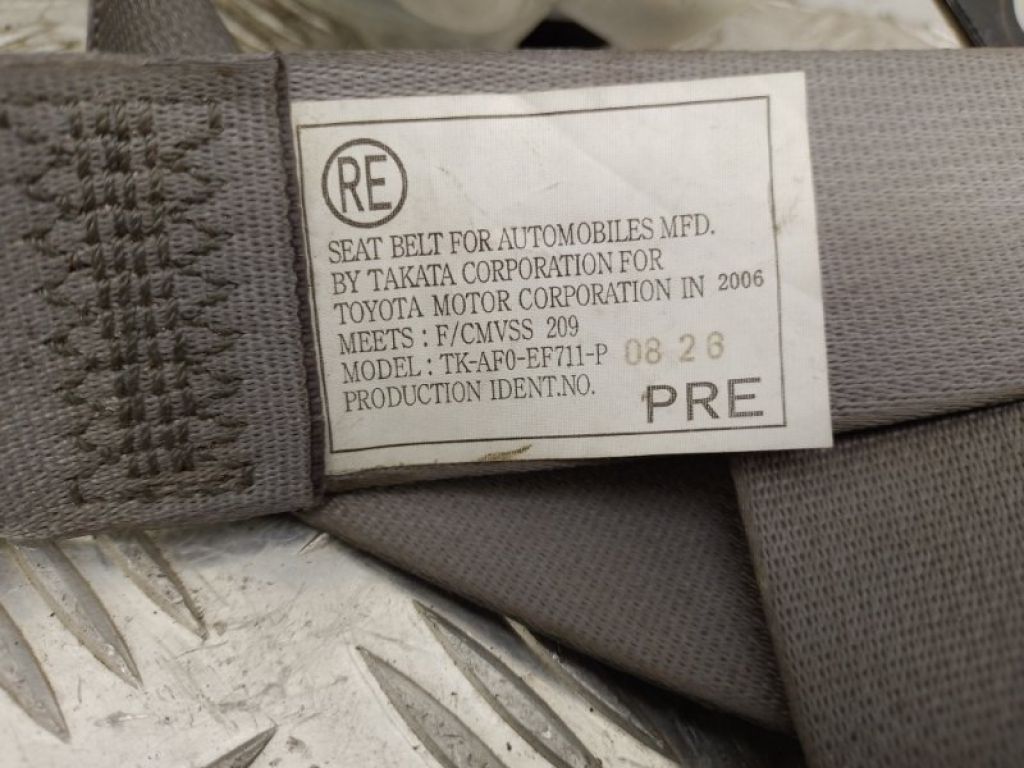 RE
SEAT BELT FOR AUTOMOBILES MFD.
BY TAKATA CORPORATION FOR
TOYOTA MOTOR CORPORATION IN 2006
MEETS : F/CMVSS 209
MODEL : TK-AF0-EF711-P 08 26
PRODUCTION IDENT.NO.
PRE